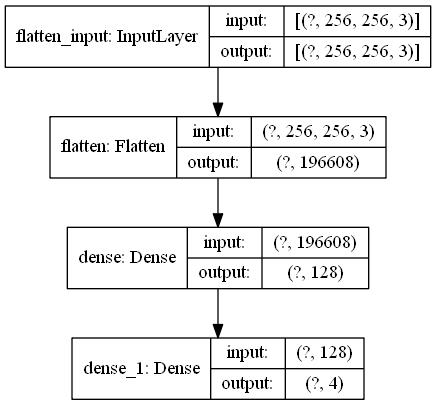 flatten_input: InputLayer
input:
[(?, 256, 256, 3)]
output:
[(?, 256, 256, 3)]
flatten: Flatten
input:
(?, 256, 256, 3)
output:
(?, 196608)
dense: Dense
input:
(?, 196608)
output:
(?, 128)
dense_1: Dense
input:
(?, 128)
output:
(?, 4)